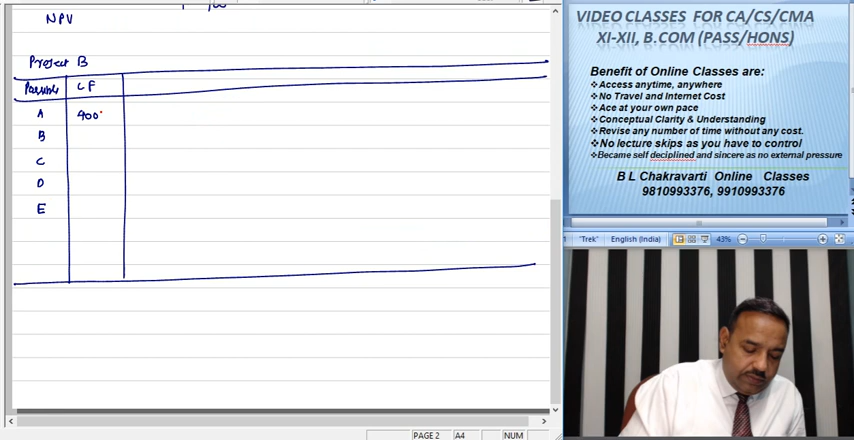 NPV
Project B
Possible CF
A 400
B
C
D
E
PAGE 2 A4 NUM
VIDEO CLASSES FOR CA/CS/CMA
XI-XII, B.COM (PASS/HONS)
Benefit of Online Classes are:
❖Access anytime, anywhere
❖No Travel and Internet Cost
❖Ace at your own pace
❖Conceptual Clarity & Understanding
❖Revise any number of time without any cost.
❖No lecture skips as you have to control
❖Became self deciplined and sincere as no external pressure
B L Chakravarti Online Classes
9810993376, 9910993376
"Trek" English (India) 43%